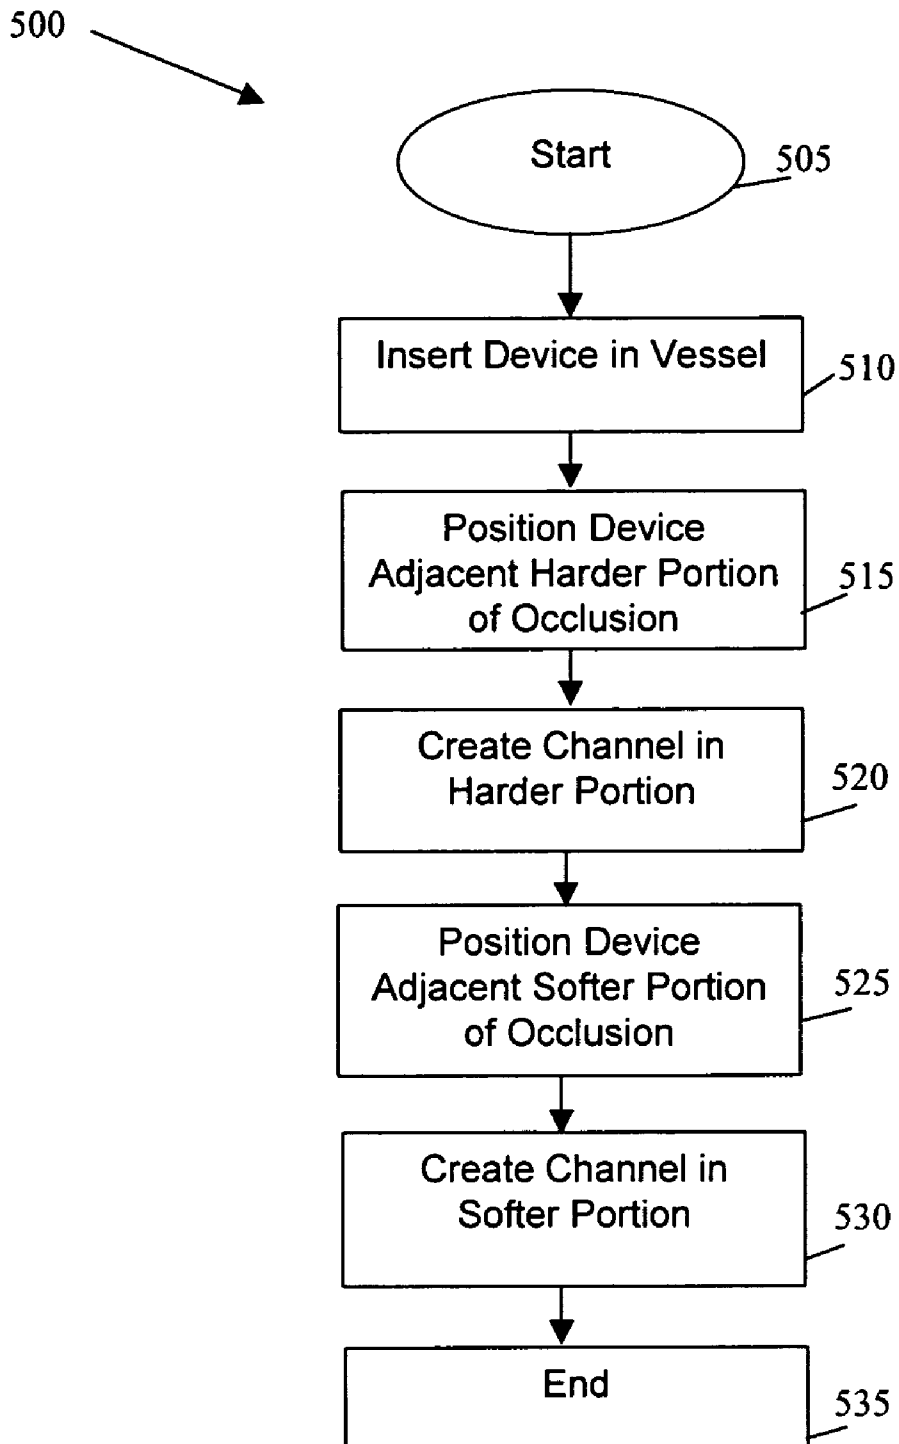 500
Start
505
Insert Device in Vessel
510
Position Device
Adjacent Harder Portion
of Occlusion
515
Create Channel in
Harder Portion
520
Position Device
Adjacent Softer Portion
of Occlusion
525
Create Channel in
Softer Portion
530
End
535